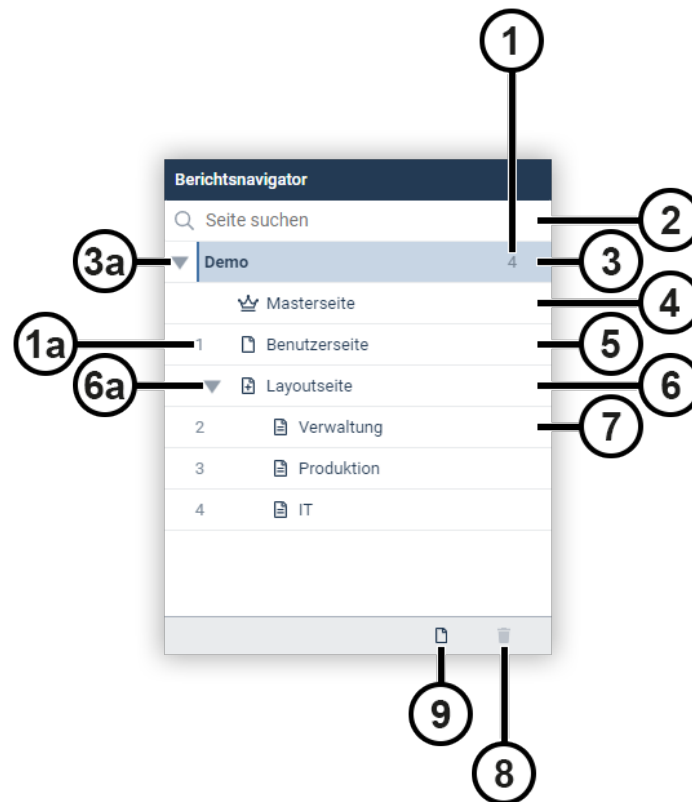 1
Berichtsnavigator
Seite suchen
2
3a
Demo
4
3
Masterseite
4
1a
1
Benutzerseite
5
6a
Layoutseite
6
2
Verwaltung
7
3
Produktion
4
IT
9
8